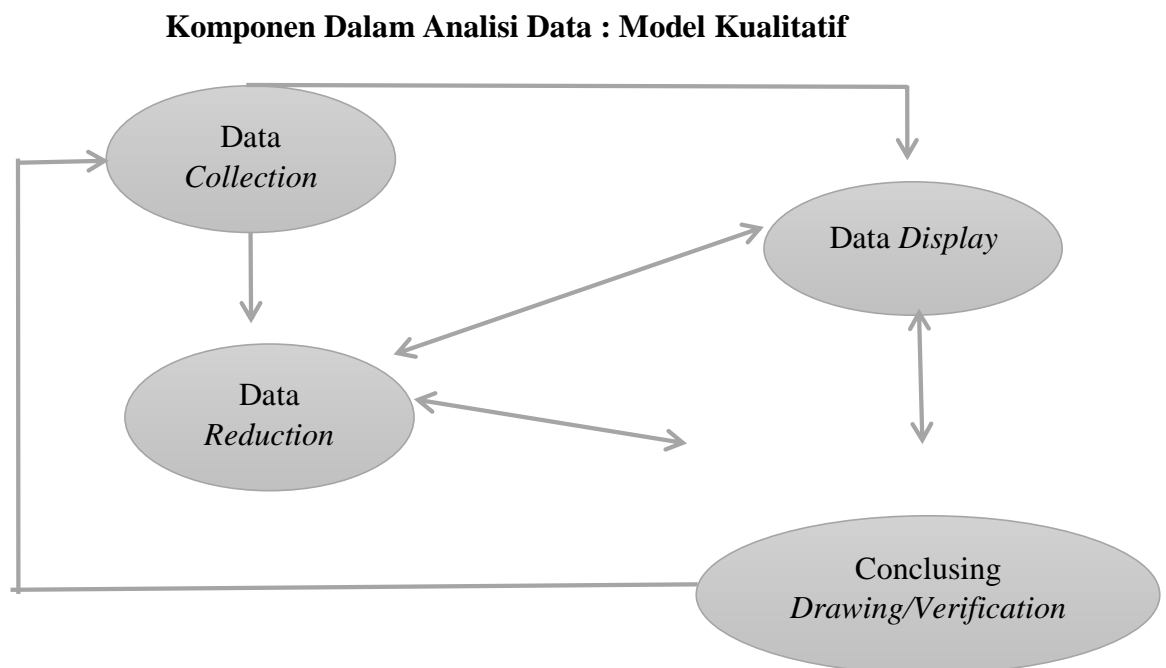 Komponen Dalam Analisi Data : Model Kualitatif
Data
Collection
Data Display
Data
Reduction
Conclusing
Drawing/Verification